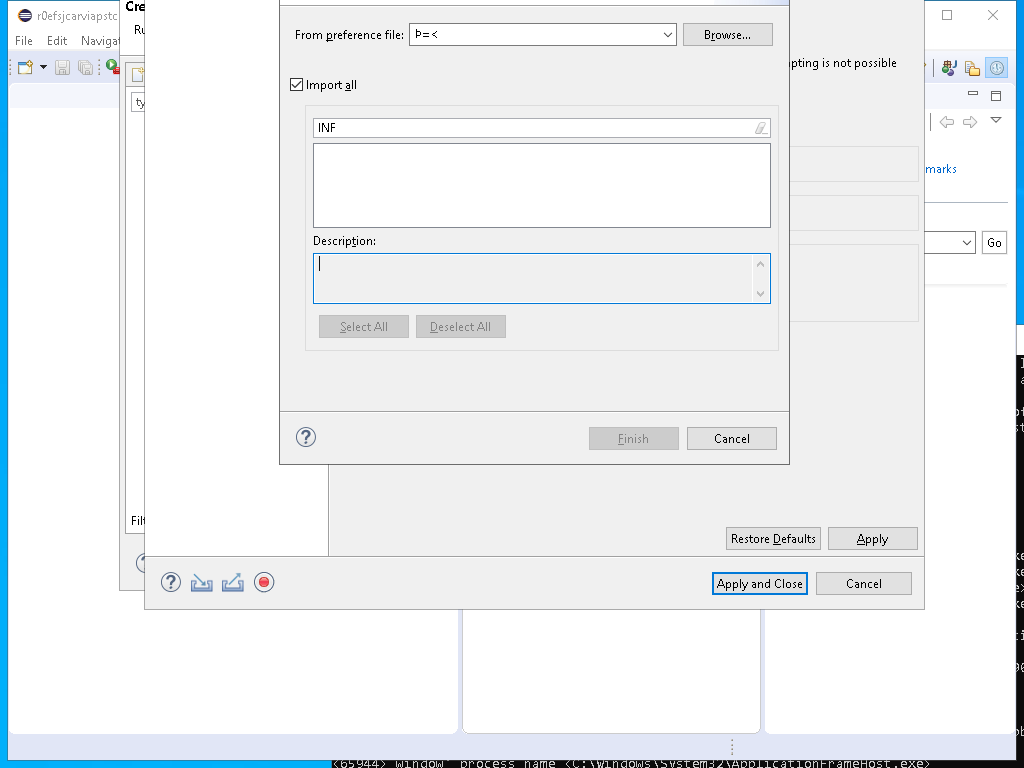 r0efsjcarviapstc
Cre
File Edit Naviga
Ru
From preference file: Þ=< Browse...
pting is not possible
Import all
ty
INF
marks
Description:
Go
Select All Deselect All
Finish Cancel
Filt
Restore Defaults Apply
Apply and Close Cancel
<65944> Window' process name <C:\Windows\System32\ApplicationFrameHost.exe>